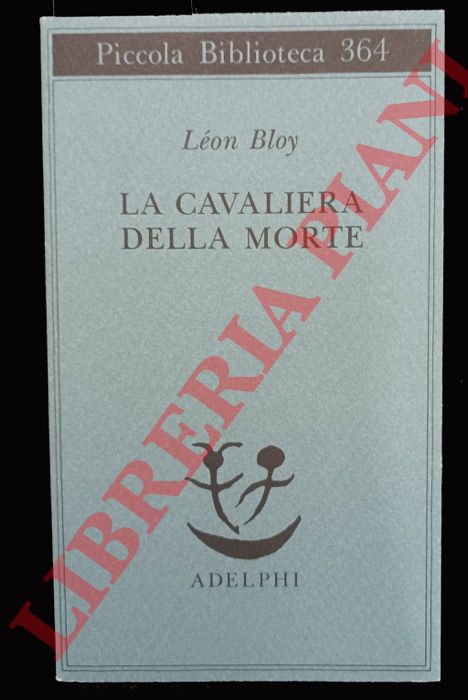 Piccola Biblioteca 364
Léon Bloy
LA CAVALIERA
DELLA MORTE
ADELPHI
LIBRERIA PIANI